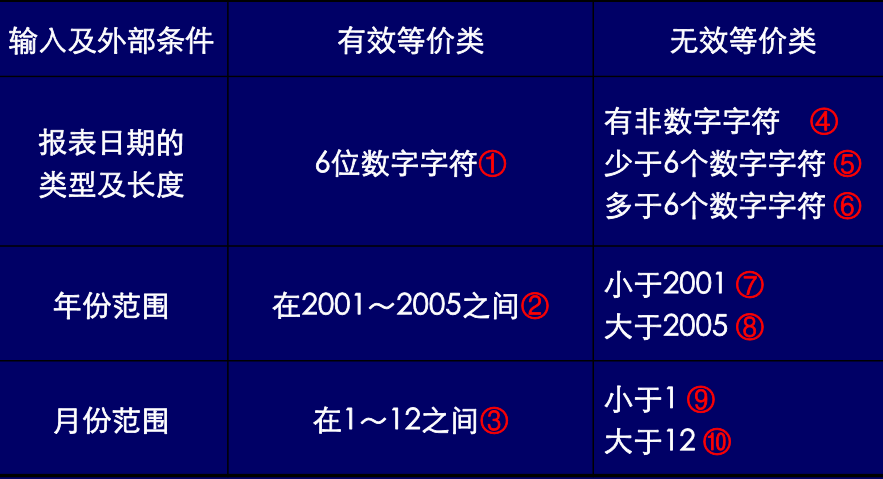 输入及外部条件 有效等价类 无效等价类
报表日期的
类型及长度
6位数字字符①
有非数字字符 ④
少于6个数字字符⑤
多于6个数字字符⑥
年份范围
在2001～2005之间②
小于2001⑦
大于2005⑧
月份范围
在1～12之间③
小于1⑨
大于12⑩